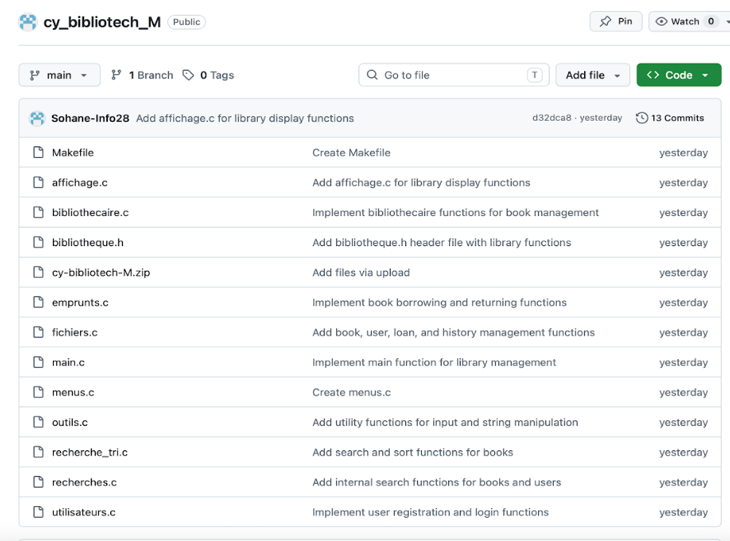 cy_bibliotech_M Public Pin Watch 0
main 1 Branch 0 Tags Go to file T Add file Code
Sohane-Info28 Add affichage.c for library display functions d32dca8 · yesterday 13 Commits
Makefile Create Makefile yesterday
affichage.c Add affichage.c for library display functions yesterday
bibliothecaire.c Implement bibliothecaire functions for book management yesterday
bibliotheque.h Add bibliotheque.h header file with library functions yesterday
cy-bibliotech-M.zip Add files via upload yesterday
emprunts.c Implement book borrowing and returning functions yesterday
fichiers.c Add book, user, loan, and history management functions yesterday
main.c Implement main function for library management yesterday
menus.c Create menus.c yesterday
outils.c Add utility functions for input and string manipulation yesterday
recherche_tri.c Add search and sort functions for books yesterday
recherches.c Add internal search functions for books and users yesterday
utilisateurs.c Implement user registration and login functions yesterday